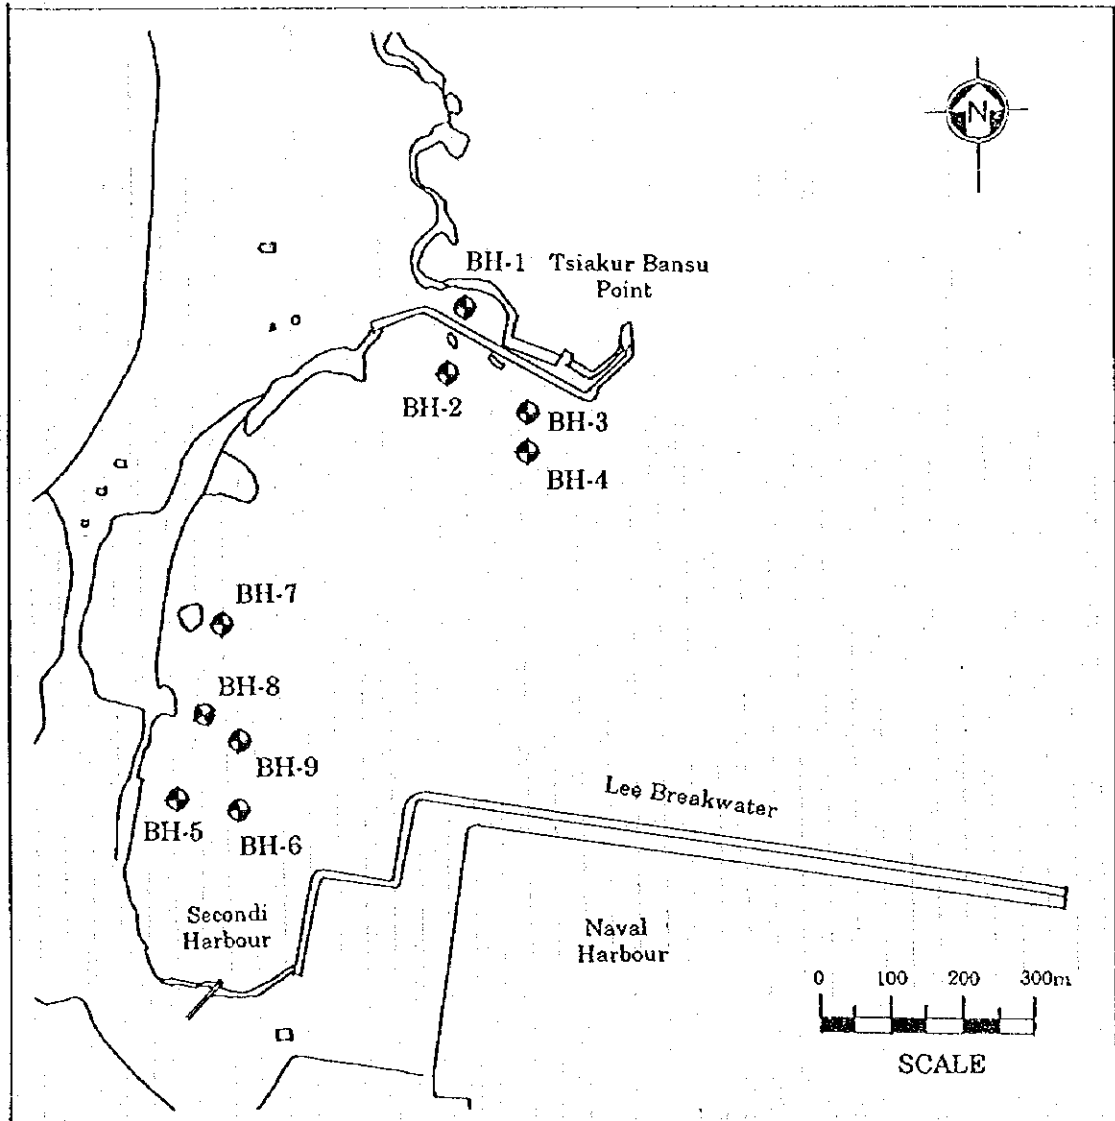 N
BH-1
Tsiakur Bansu
Point
BH-2
BH-3
BH-4
BH-7
BH-8
BH-9
BH-5
BH-6
Lee Breakwater
Secondi
Harbour
Naval
Harbour
0 100 200 300m
SCALE